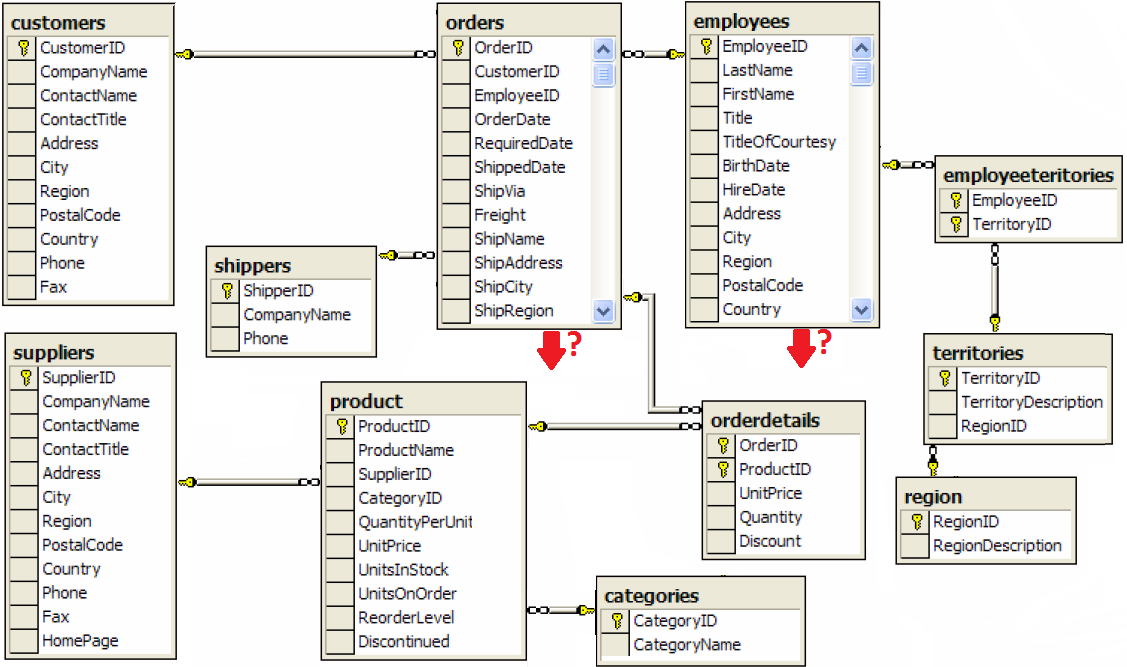 customers
CustomerID
CompanyName
ContactName
ContactTitle
Address
City
Region
PostalCode
Country
Phone
Fax
orders
OrderID
CustomerID
EmployeeID
OrderDate
RequiredDate
ShippedDate
ShipVia
Freight
ShipName
ShipAddress
ShipCity
ShipRegion
?
employees
EmployeeID
LastName
FirstName
Title
TitleOfCourtesy
BirthDate
HireDate
Address
City
Region
PostalCode
Country
?
employeeteritories
EmployeeID
TerritoryID
shippers
ShipperID
CompanyName
Phone
suppliers
SupplierID
CompanyName
ContactName
ContactTitle
Address
City
Region
PostalCode
Country
Phone
Fax
HomePage
product
ProductID
ProductName
SupplierID
CategoryID
QuantityPerUnit
UnitPrice
UnitsInStock
UnitsOnOrder
ReorderLevel
Discontinued
orderdetails
OrderID
ProductID
UnitPrice
Quantity
Discount
territories
TerritoryID
TerritoryDescription
RegionID
region
RegionID
RegionDescription
categories
CategoryID
CategoryName